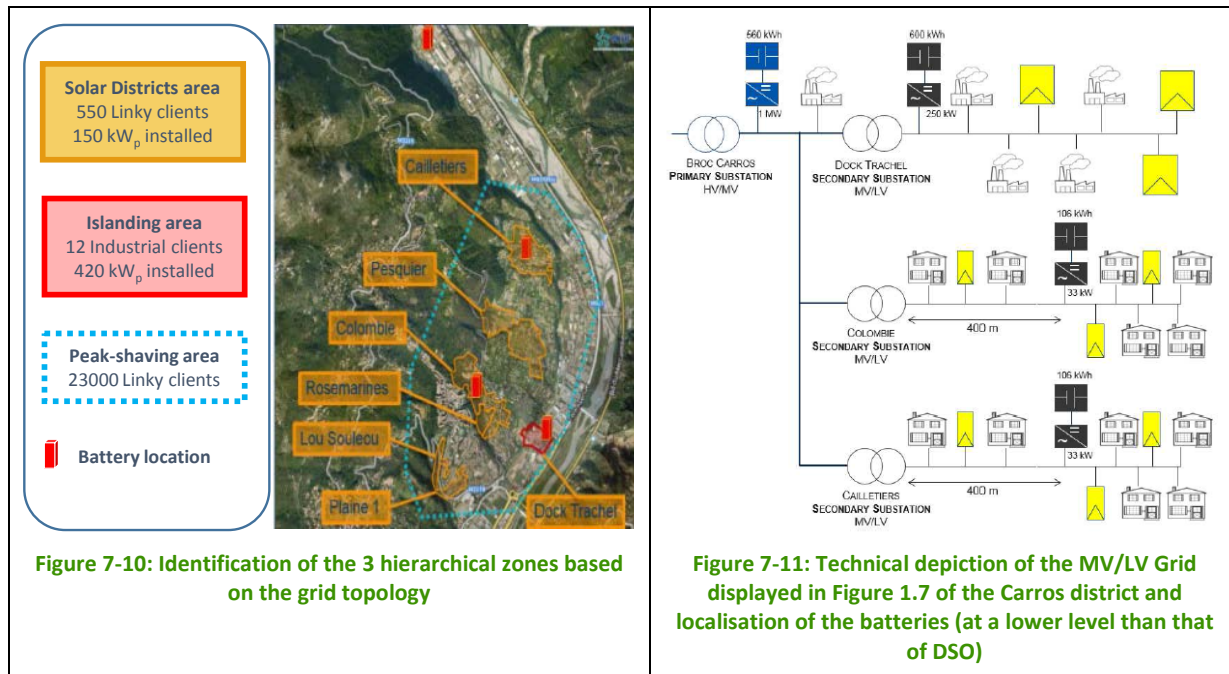 Solar Districts area
550 Linky clients
150 kWp installed
Islanding area
12 Industrial clients
420 kWp installed
Peak-shaving area
23000 Linky clients
Battery location
Cailletiers
Pesquier
Colombie
Rosemarines
Lou Souleou
Plaine 1
Dock Trachel
Figure 7-10: Identification of the 3 hierarchical zones based
on the grid topology
560 kWh
1 MW
600 kWh
250 kW
BROC CARROS
PRIMARY SUBSTATION
HV/MV
DOCK TRACHEL
SECONDARY SUBSTATION
MV/LV
106 kWh
33 kW
400 m
COLOMBIE
SECONDARY SUBSTATION
MV/LV
106 kWh
33 kW
400 m
CAILLETIERS
SECONDARY SUBSTATION
MV/LV
Figure 7-11: Technical depiction of the MV/LV Grid
displayed in Figure 1.7 of the Carros district and
localisation of the batteries (at a lower level than that
of DSO)